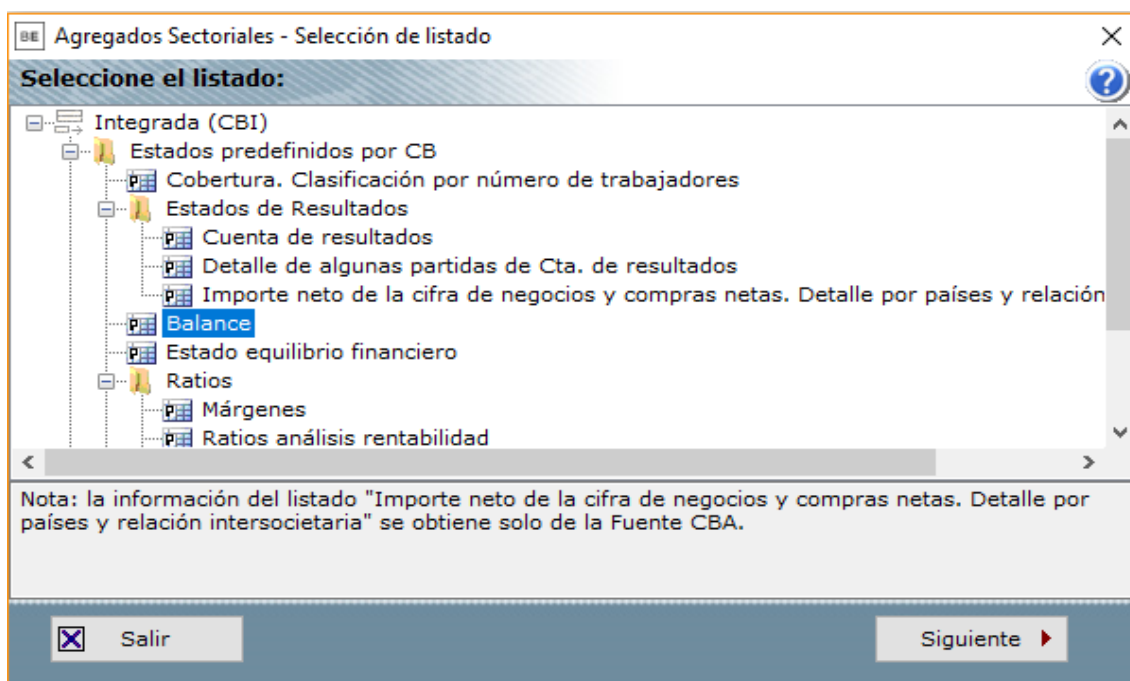 BE Agregados Sectoriales - Selección de listado
Seleccione el listado:
Integrada (CBI)
Estados predefinidos por CB
Cobertura. Clasificación por número de trabajadores
Estados de Resultados
Cuenta de resultados
Detalle de algunas partidas de Cta. de resultados
Importe neto de la cifra de negocios y compras netas. Detalle por países y relación
Balance
Estado equilibrio financiero
Ratios
Márgenes
Ratios análisis rentabilidad
Nota: la información del listado "Importe neto de la cifra de negocios y compras netas. Detalle por
países y relación intersocietaria" se obtiene solo de la Fuente CBA.
Salir
Siguiente